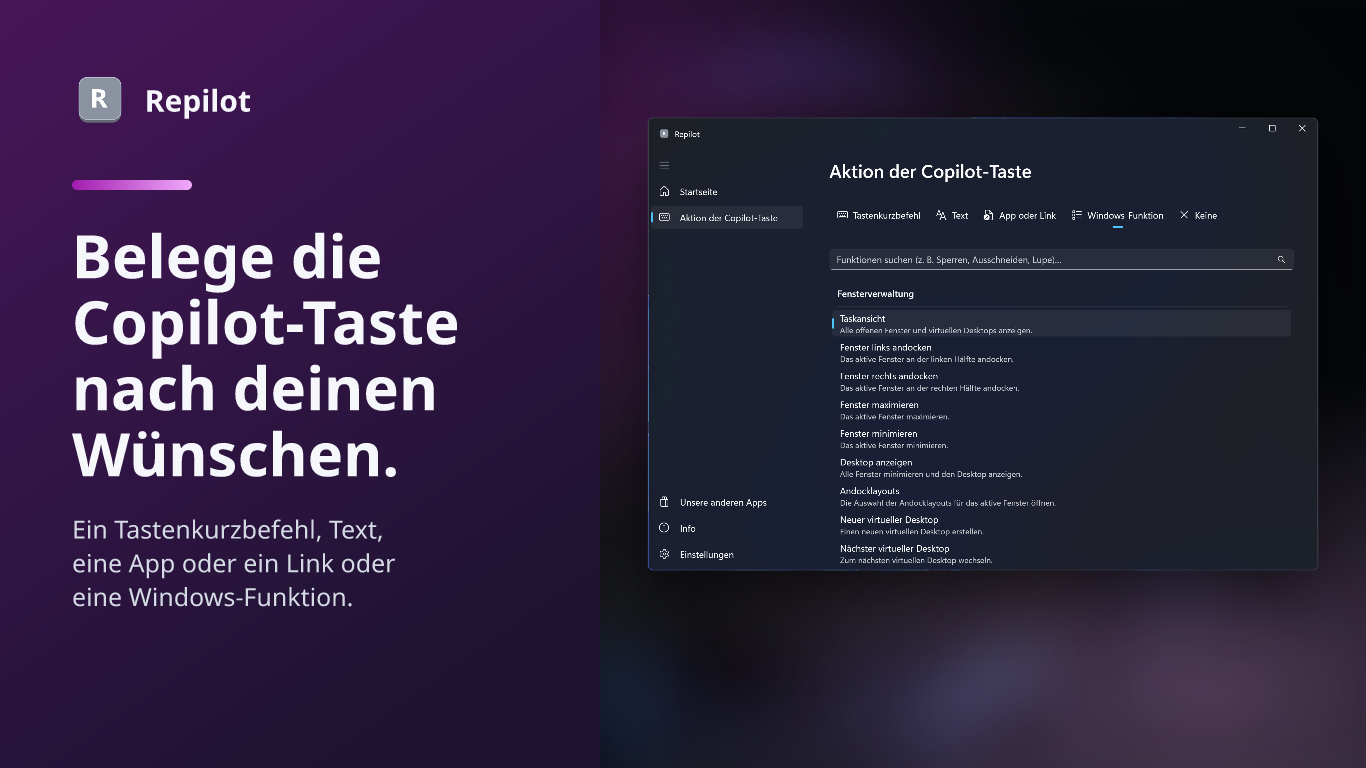 R
Repilot
Belege die
Copilot-Taste
nach deinen
Wünschen.
Ein Tastenkurzbefehl, Text,
eine App oder ein Link oder
eine Windows-Funktion.
Repilot
Startseite
Aktion der Copilot-Taste
Unsere anderen Apps
Info
Einstellungen
Aktion der Copilot-Taste
Tastenkurzbefehl Text App oder Link Windows Funktion Keine
Funktionen suchen (z. B. Sperren, Ausschneiden, Lupe)...
Fensterverwaltung
Taskansicht
Alle offenen Fenster und virtuellen Desktops anzeigen.
Fenster links andocken
Das aktive Fenster an der linken Hälfte andocken.
Fenster rechts andocken
Das aktive Fenster an der rechten Hälfte andocken.
Fenster maximieren
Das aktive Fenster maximieren.
Fenster minimieren
Das aktive Fenster minimieren.
Desktop anzeigen
Alle Fenster minimieren und den Desktop anzeigen.
Andocklayouts
Die Auswahl der Andocklayouts für das aktive Fenster öffnen.
Neuer virtueller Desktop
Einen neuen virtuellen Desktop erstellen.
Nächster virtueller Desktop
Zum nächsten virtuellen Desktop wechseln.